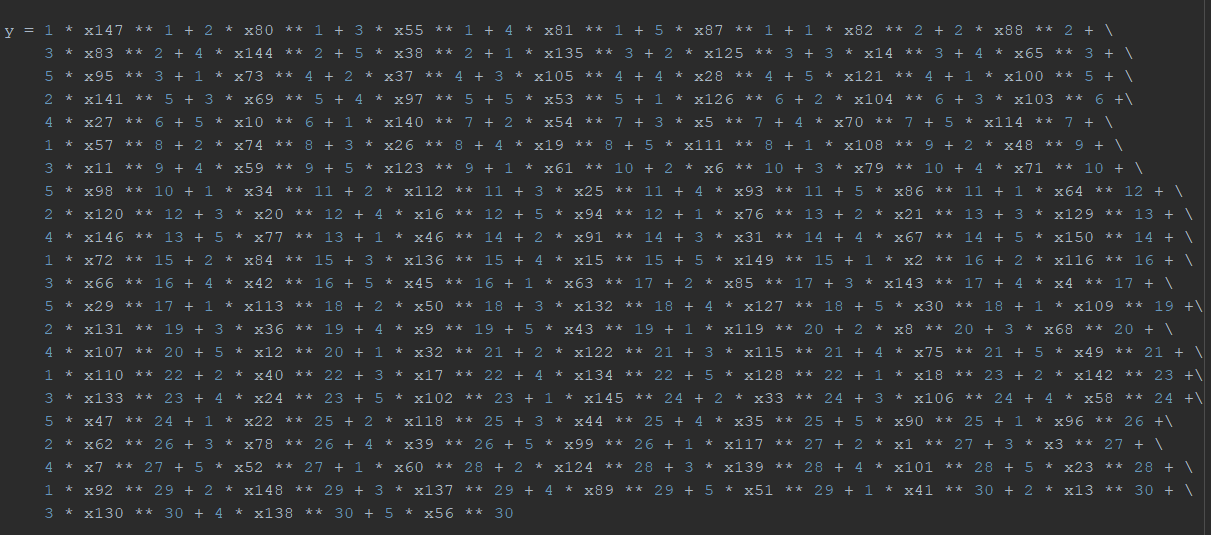 y = 1 * x147 ** 1 + 2 * x80 ** 1 + 3 * x55 ** 1 + 4 * x81 ** 1 + 5 * x87 ** 1 + 1 * x82 ** 2 + 2 * x88 ** 2 + \
3 * x83 ** 2 + 4 * x144 ** 2 + 5 * x38 ** 2 + 1 * x135 ** 3 + 2 * x125 ** 3 + 3 * x14 ** 3 + 4 * x65 ** 3 + \
5 * x95 ** 3 + 1 * x73 ** 4 + 2 * x37 ** 4 + 3 * x105 ** 4 + 4 * x28 ** 4 + 5 * x121 ** 4 + 1 * x100 ** 5 + \
2 * x141 ** 5 + 3 * x69 ** 5 + 4 * x97 ** 5 + 5 * x53 ** 5 + 1 * x126 ** 6 + 2 * x104 ** 6 + 3 * x103 ** 6 +\
4 * x27 ** 6 + 5 * x10 ** 6 + 1 * x140 ** 7 + 2 * x54 ** 7 + 3 * x5 ** 7 + 4 * x70 ** 7 + 5 * x114 ** 7 + \
1 * x57 ** 8 + 2 * x74 ** 8 + 3 * x26 ** 8 + 4 * x19 ** 8 + 5 * x111 ** 8 + 1 * x108 ** 9 + 2 * x48 ** 9 + \
3 * x11 ** 9 + 4 * x59 ** 9 + 5 * x123 ** 9 + 1 * x61 ** 10 + 2 * x6 ** 10 + 3 * x79 ** 10 + 4 * x71 ** 10 + \
5 * x98 ** 10 + 1 * x34 ** 11 + 2 * x112 ** 11 + 3 * x25 ** 11 + 4 * x93 ** 11 + 5 * x86 ** 11 + 1 * x64 ** 12 + \
2 * x120 ** 12 + 3 * x20 ** 12 + 4 * x16 ** 12 + 5 * x94 ** 12 + 1 * x76 ** 13 + 2 * x21 ** 13 + 3 * x129 ** 13 + \
4 * x146 ** 13 + 5 * x77 ** 13 + 1 * x46 ** 14 + 2 * x91 ** 14 + 3 * x31 ** 14 + 4 * x67 ** 14 + 5 * x150 ** 14 + \
1 * x72 ** 15 + 2 * x84 ** 15 + 3 * x136 ** 15 + 4 * x15 ** 15 + 5 * x149 ** 15 + 1 * x2 ** 16 + 2 * x116 ** 16 + \
3 * x66 ** 16 + 4 * x42 ** 16 + 5 * x45 ** 16 + 1 * x63 ** 17 + 2 * x85 ** 17 + 3 * x143 ** 17 + 4 * x4 ** 17 + \
5 * x29 ** 17 + 1 * x113 ** 18 + 2 * x50 ** 18 + 3 * x132 ** 18 + 4 * x127 ** 18 + 5 * x30 ** 18 + 1 * x109 ** 19 +\
2 * x131 ** 19 + 3 * x36 ** 19 + 4 * x9 ** 19 + 5 * x43 ** 19 + 1 * x119 ** 20 + 2 * x8 ** 20 + 3 * x68 ** 20 + \
4 * x107 ** 20 + 5 * x12 ** 20 + 1 * x32 ** 21 + 2 * x122 ** 21 + 3 * x115 ** 21 + 4 * x75 ** 21 + 5 * x49 ** 21 + \
1 * x110 ** 22 + 2 * x40 ** 22 + 3 * x17 ** 22 + 4 * x134 ** 22 + 5 * x128 ** 22 + 1 * x18 ** 23 + 2 * x142 ** 23 +\
3 * x133 ** 23 + 4 * x24 ** 23 + 5 * x102 ** 23 + 1 * x145 ** 24 + 2 * x33 ** 24 + 3 * x106 ** 24 + 4 * x58 ** 24 +\
5 * x47 ** 24 + 1 * x22 ** 25 + 2 * x118 ** 25 + 3 * x44 ** 25 + 4 * x35 ** 25 + 5 * x90 ** 25 + 1 * x96 ** 26 +\
2 * x62 ** 26 + 3 * x78 ** 26 + 4 * x39 ** 26 + 5 * x99 ** 26 + 1 * x117 ** 27 + 2 * x1 ** 27 + 3 * x3 ** 27 + \
4 * x7 ** 27 + 5 * x52 ** 27 + 1 * x60 ** 28 + 2 * x124 ** 28 + 3 * x139 ** 28 + 4 * x101 ** 28 + 5 * x23 ** 28 + \
1 * x92 ** 29 + 2 * x148 ** 29 + 3 * x137 ** 29 + 4 * x89 ** 29 + 5 * x51 ** 29 + 1 * x41 ** 30 + 2 * x13 ** 30 + \
3 * x130 ** 30 + 4 * x138 ** 30 + 5 * x56 ** 30